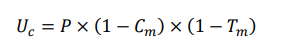 U_c = P × (1 − C_m) × (1 − T_m)